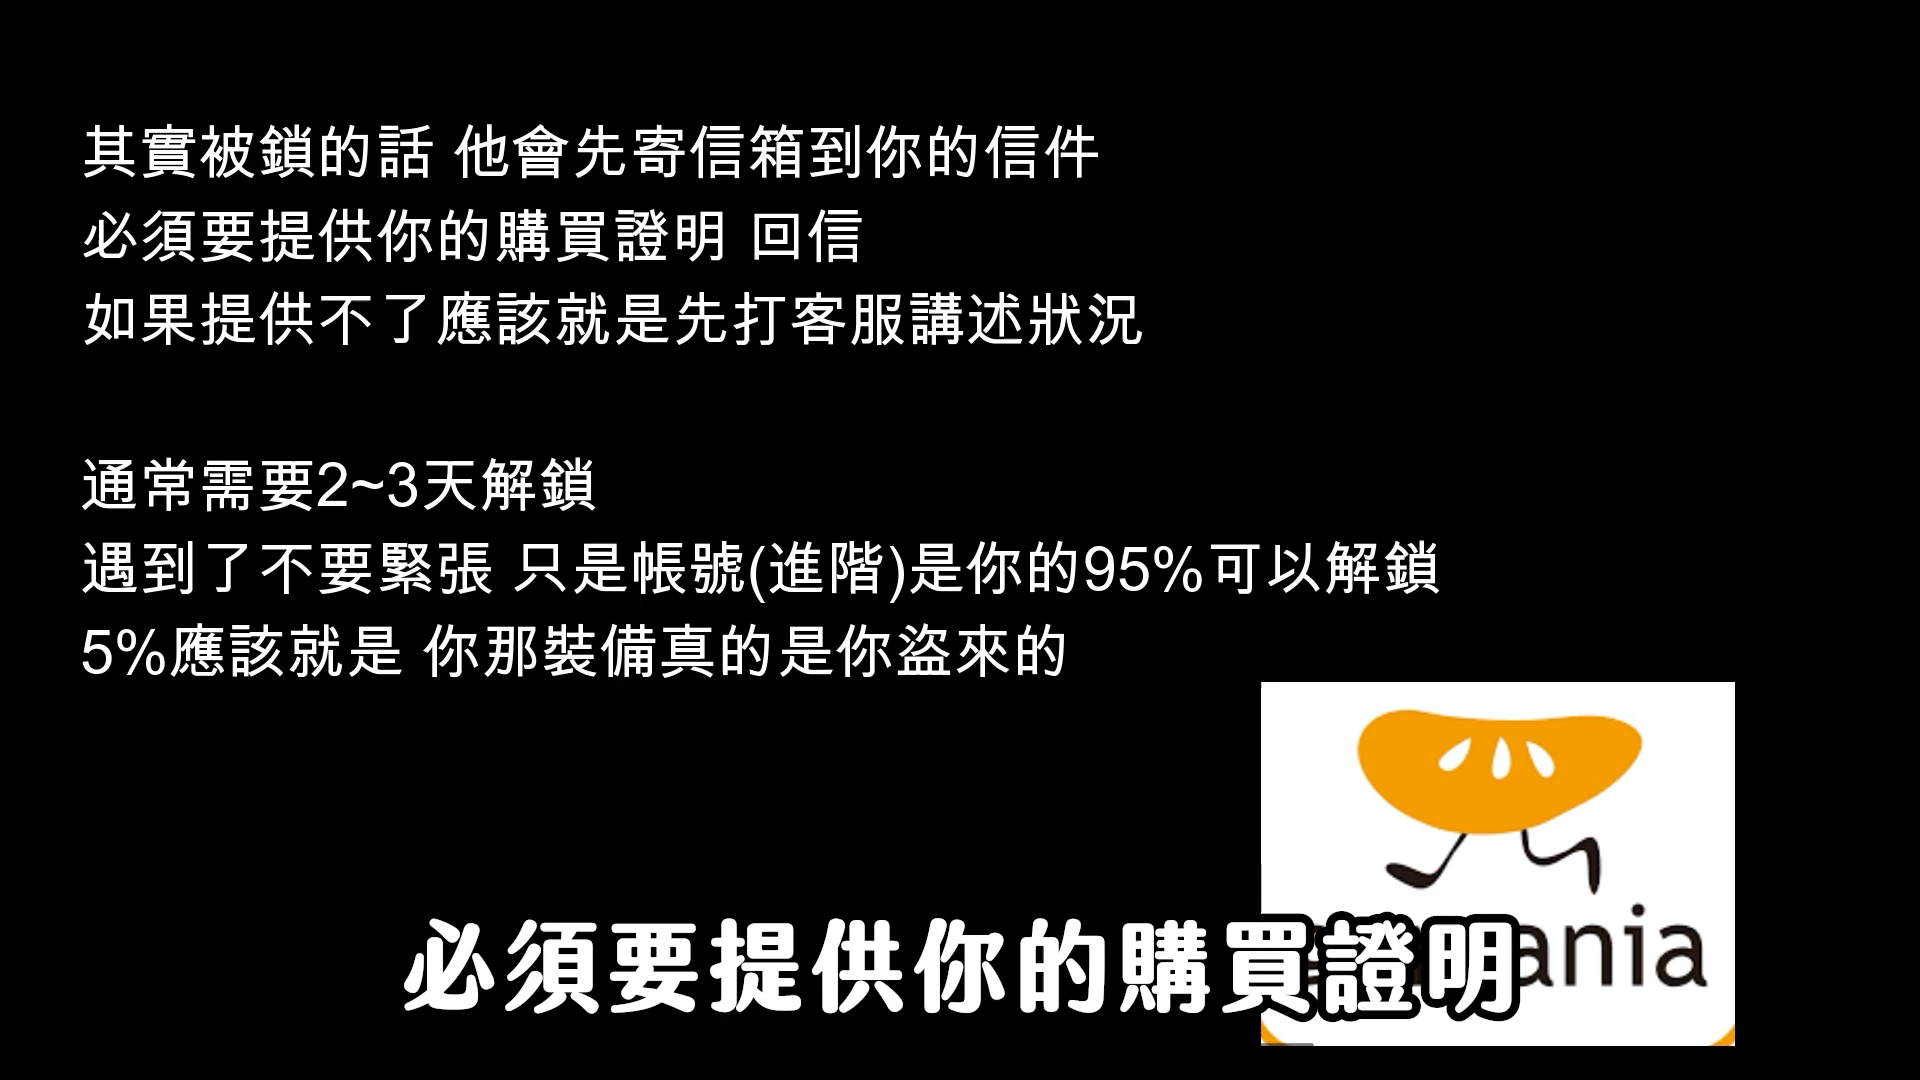 其實被鎖的話 他會先寄信箱到你的信件
必須要提供你的購買證明 回信
如果提供不了應該就是先打客服講述狀況
通常需要2~3天解鎖
遇到了不要緊張 只是帳號(進階)是你的95%可以解鎖
5%應該就是 你那裝備真的是你盜來的
必須要提供你的購買證明